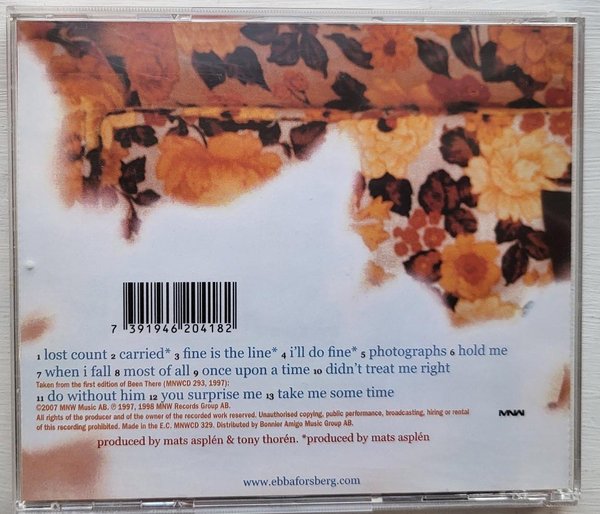 7 391946 204182
1 lost count 2 carried* 3 fine is the line* 4 i'll do fine* 5 photographs 6 hold me
7 when i fall 8 most of all 9 once upon a time 10 didn't treat me right
Taken from the first edition of Been There (MNWCD 293, 1997):
11 do without him 12 you surprise me 13 take me some time
©2007 MNW Music AB. ℗ 1997, 1998 MNW Records Group AB.
All rights of the producer and of the owner of the recorded work reserved. Unauthorised copying, public performance, broadcasting, hiring or rental
of this recording prohibited. Made in the E.C. MNWCD 329. Distributed by Bonnier Amigo Music Group AB.
MNW
produced by mats asplén & tony thorén. *produced by mats asplén
www.ebbaforsberg.com